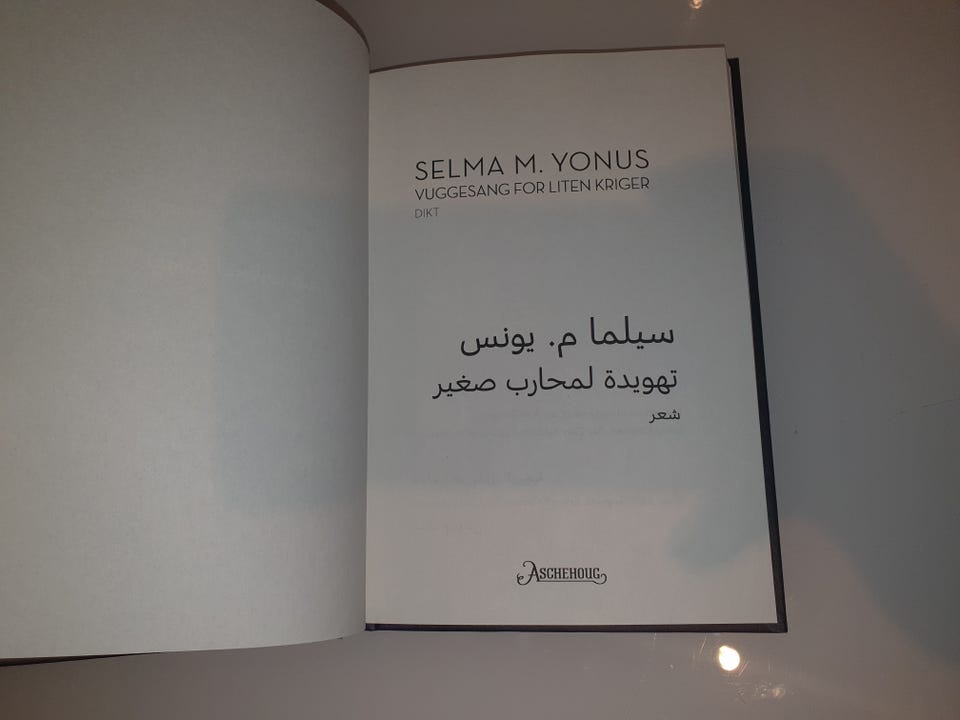 SELMA M. YONUS
VUGGESANG FOR LITEN KRIGER
DIKT
سيلما م. يونس
تهويدة لمحارب صغير
شعر
ASCHEHOUG